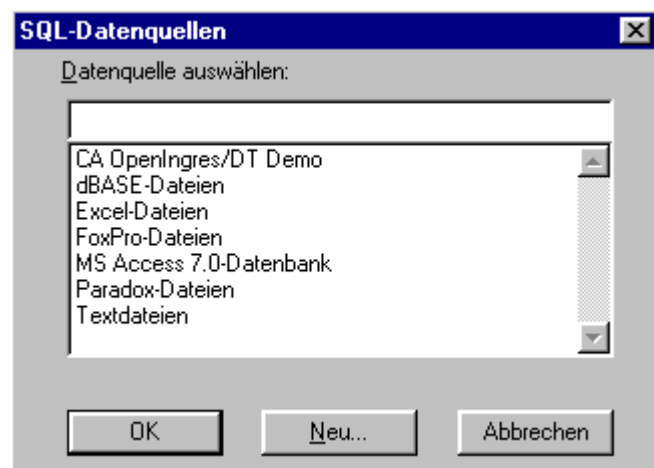 SQL-Datenquellen
Datenquelle auswählen:
CA OpenIngres/DT Demo
dBASE-Dateien
Excel-Dateien
FoxPro-Dateien
MS Access 7.0-Datenbank
Paradox-Dateien
Textdateien
OK Neu... Abbrechen